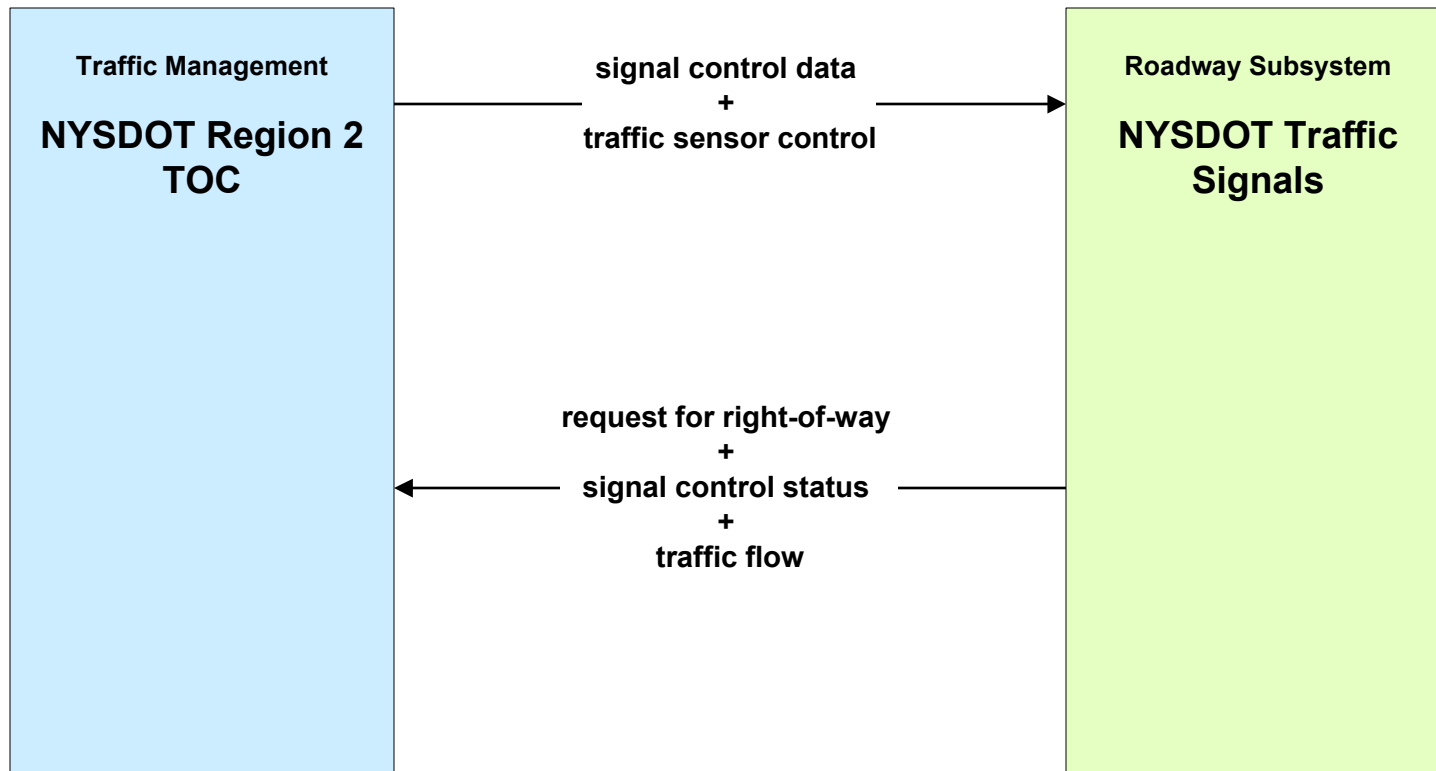 Traffic Management
NYSDOT Region 2
TOC
signal control data
+
traffic sensor control
Roadway Subsystem
NYSDOT Traffic
Signals
request for right-of-way
+
signal control status
+
traffic flow